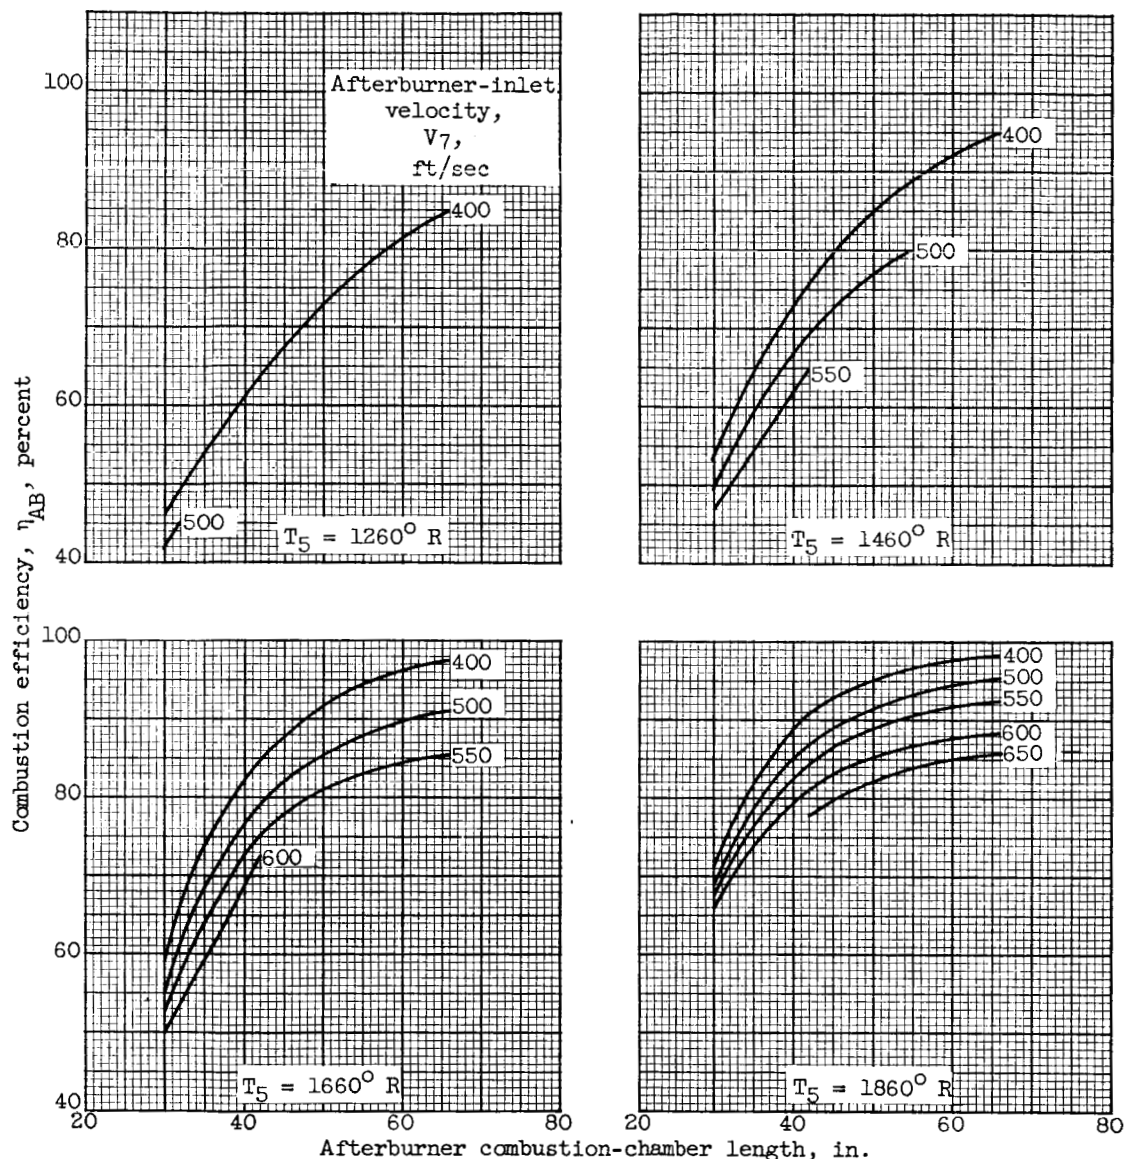 100
80
60
40
Afterburner-inlet
velocity,
V7,
ft/sec
400
500
T5 = 1260° R
400
500
550
T5 = 1460° R
Combustion efficiency, ηAB, percent
100
80
60
40
400
500
550
600
T5 = 1660° R
20 40 60 80
400
500
550
600
650
T5 = 1860° R
20 40 60 80
Afterburner combustion-chamber length, in.